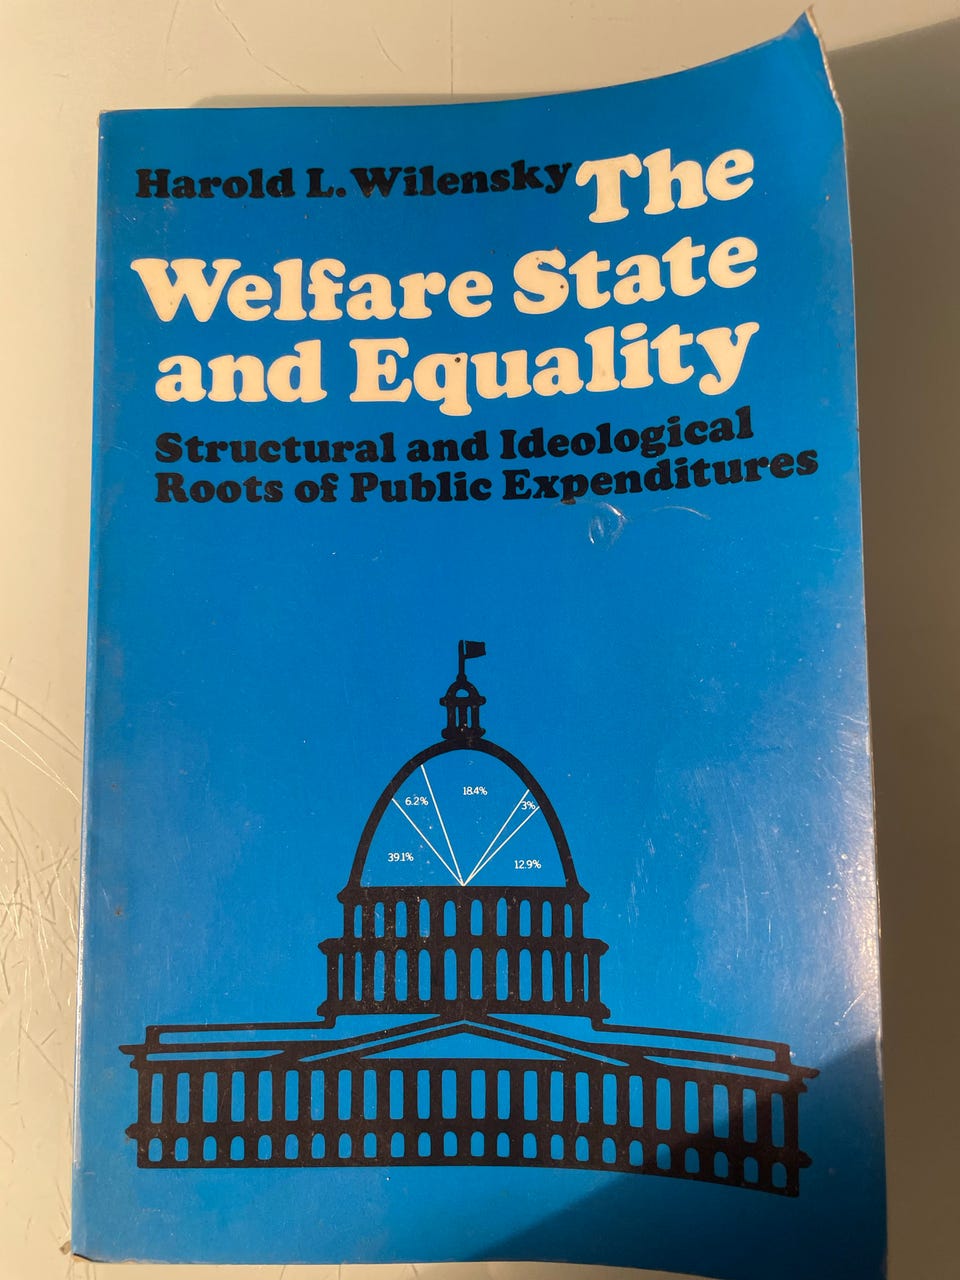 Harold L. Wilensky The
Welfare State
and Equality
Structural and Ideological
Roots of Public Expenditures
6.2% 18.4% 3%
39.1% 12.9%